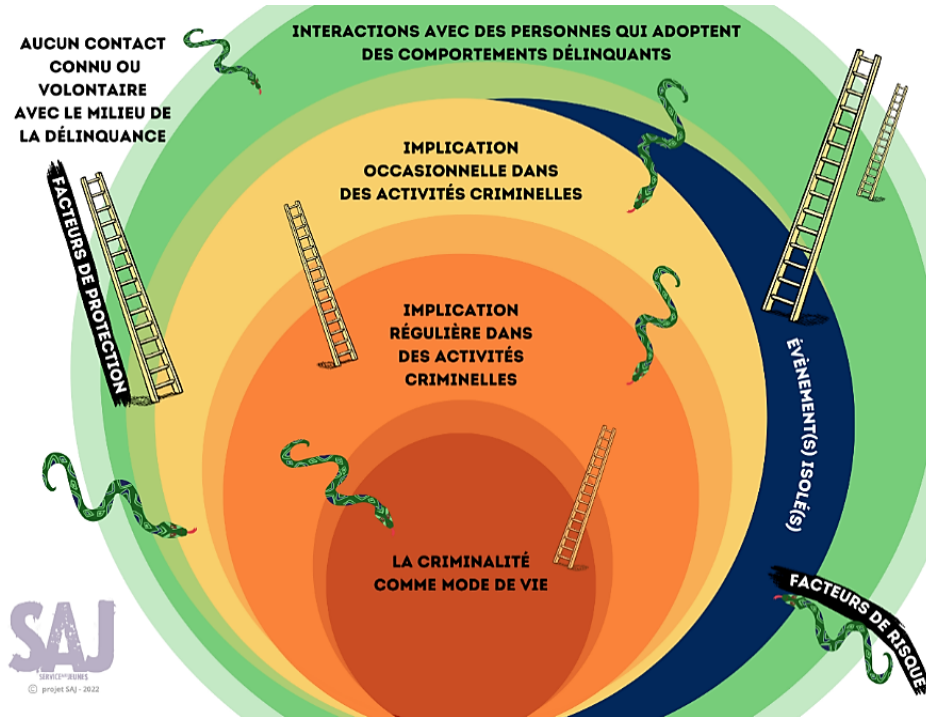 AUCUN CONTACT
CONNU OU
VOLONTAIRE
AVEC LE MILIEU DE
LA DÉLINQUANCE
INTERACTIONS AVEC DES PERSONNES QUI ADOPTENT
DES COMPORTEMENTS DÉLINQUANTS
IMPLICATION
OCCASIONNELLE DANS
DES ACTIVITÉS CRIMINELLES
FACTEURS DE PROTECTION
IMPLICATION
RÉGULIÈRE DANS
DES ACTIVITÉS
CRIMINELLES
ÉVÈNEMENT(S) ISOLÉ(S)
LA CRIMINALITÉ
COMME MODE DE VIE
FACTEURS DE RISQUE
SAJ
SERVICE AUX JEUNES
© projet SAJ - 2022